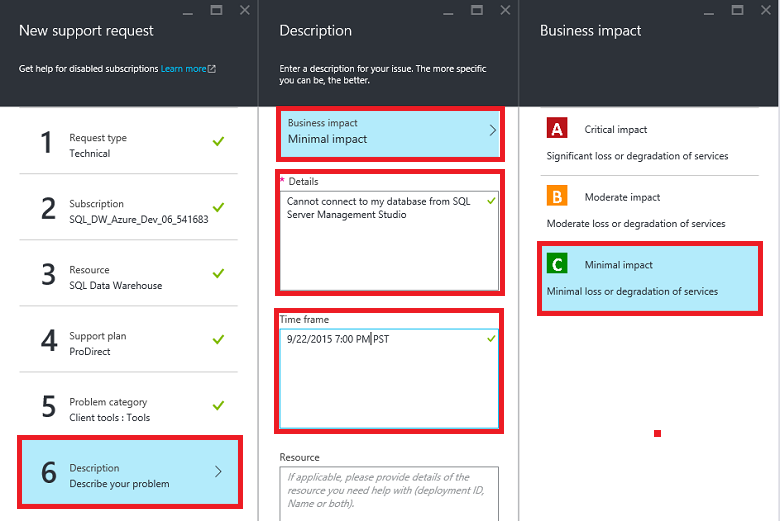 New support request
Get help for disabled subscriptions Learn more
1
Request type
Technical
2
Subscription
SQL_DW_Azure_Dev_06_541683
3
Resource
SQL Data Warehouse
4
Support plan
ProDirect
5
Problem category
Client tools : Tools
6
Description
Describe your problem
Description
Enter a description for your issue. The more specific
you can be, the better.
Business impact
Minimal impact
* Details
Cannot connect to my database from SQL
Server Management Studio
Time frame
9/22/2015 7:00 PM PST
Resource
If applicable, please provide details of the
resource you need help with (deployment ID,
Name or both).
Business impact
A Critical impact
Significant loss or degradation of services
B Moderate impact
Moderate loss or degradation of services
C Minimal impact
Minimal loss or degradation of services